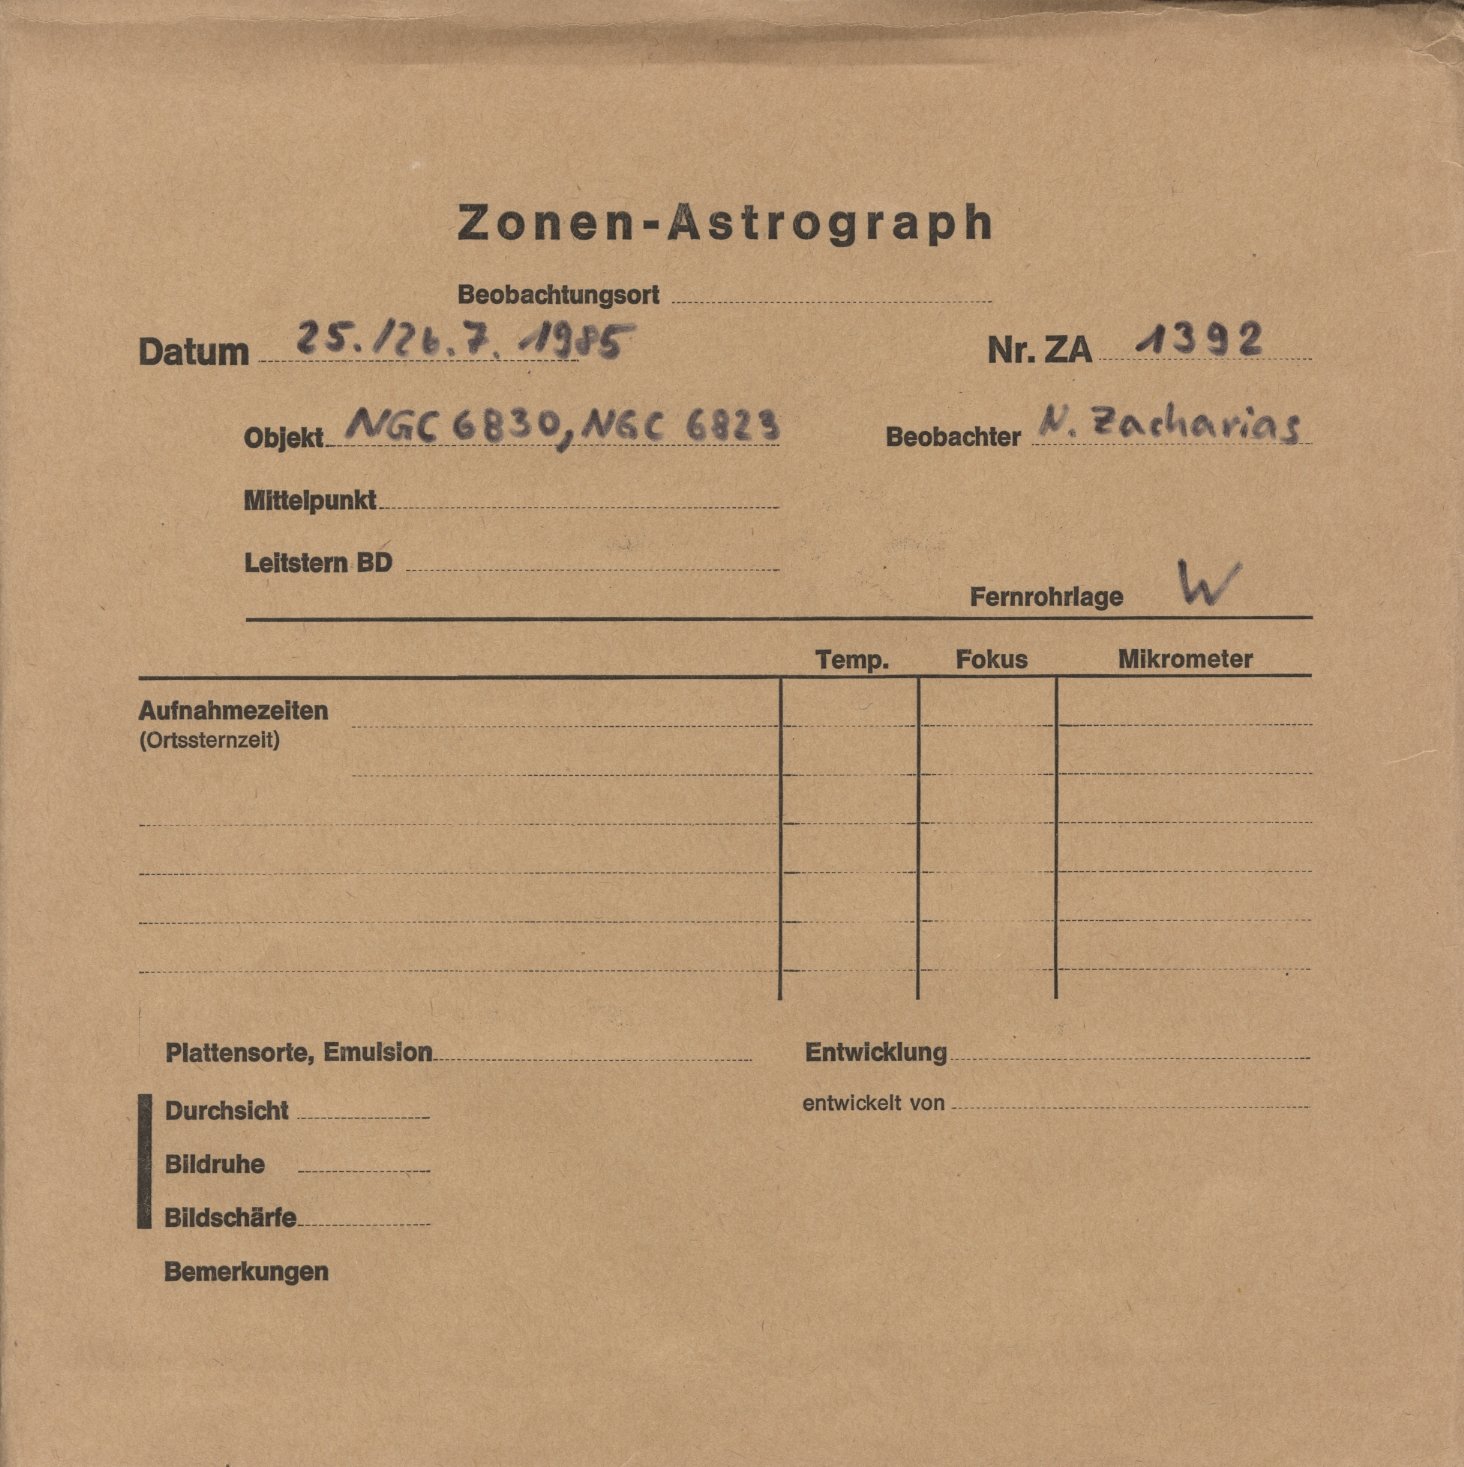 Zonen-Astrograph
Beobachtungsort
Datum 25./26.7. 1985 Nr. ZA 1392
Objekt NGC 6830, NGC 6823 Beobachter N. Zacharias
Mittelpunkt
Leitstern BD
Fernrohrlage W
Temp. Fokus Mikrometer
Aufnahmezeiten
(Ortssternzeit)
Plattensorte, Emulsion Entwicklung
Durchsicht entwickelt von
Bildruhe
Bildschärfe
Bemerkungen